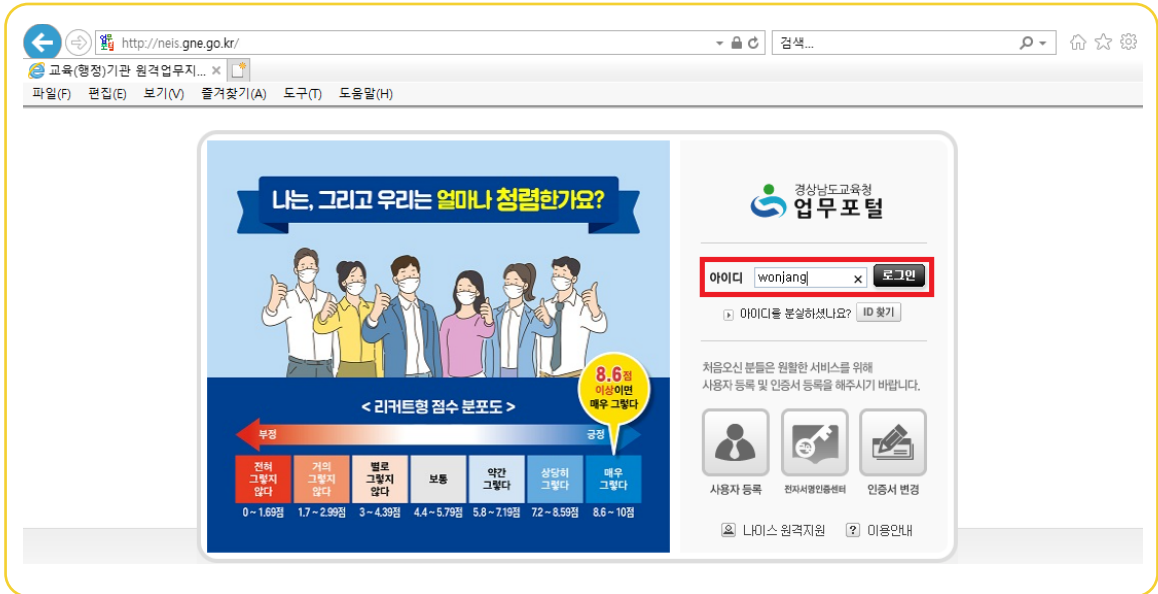 http://neis.gne.go.kr/
검색...
교육(행정)기관 원격업무지...
파일(F) 편집(E) 보기(V) 즐겨찾기(A) 도구(T) 도움말(H)
나는, 그리고 우리는 얼마나 청렴한가요?
8.6점
이상이면
매우 그렇다
< 리커트형 점수 분포도 >
부정
긍정
전혀
그렇지
않다
거의
그렇지
않다
별로
그렇지
않다
보통
약간
그렇다
상당히
그렇다
매우
그렇다
0 ~ 1.69점 1.7 ~ 2.99점 3 ~ 4.39점 4.4 ~ 5.79점 5.8 ~ 7.19점 7.2 ~ 8.59점 8.6 ~ 10점
경상남도교육청
업무포털
아이디 wonjang 로그인
아이디를 분실하셨나요? ID 찾기
처음오신 분들은 원활한 서비스를 위해
사용자 등록 및 인증서 등록을 해주시기 바랍니다.
사용자 등록 전자서명인증센터 인증서 변경
나이스 원격지원 ? 이용안내